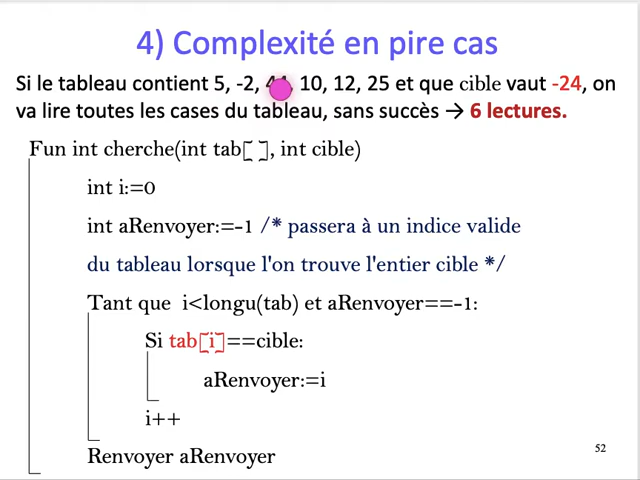 4) Complexité en pire cas
Si le tableau contient 5, -2, 44, 10, 12, 25 et que cible vaut -24, on
va lire toutes les cases du tableau, sans succès → 6 lectures.
Fun int cherche(int tab[ ], int cible)
int i:=0
int aRenvoyer:=-1 /* passera à un indice valide
du tableau lorsque l'on trouve l'entier cible */
Tant que i<longu(tab) et aRenvoyer==-1:
Si tab[i]==cible:
aRenvoyer:=i
i++
Renvoyer aRenvoyer
52